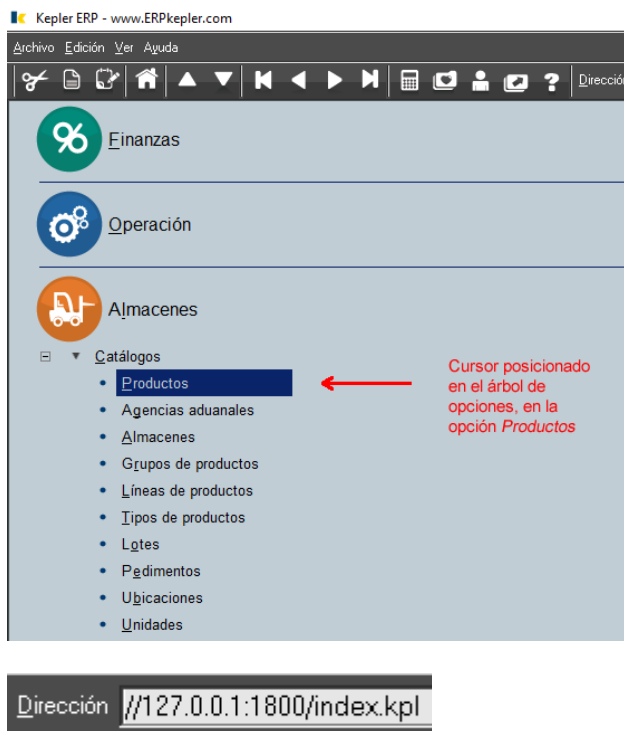 Kepler ERP - www.ERPkepler.com
Archivo Edición Ver Ayuda
Direcció
Finanzas
Operación
Almacenes
Catálogos
Productos
Agencias aduanales
Almacenes
Grupos de productos
Líneas de productos
Tipos de productos
Lotes
Pedimentos
Ubicaciones
Unidades
Cursor posicionado
en el árbol de
opciones, en la
opción Productos
Dirección //127.0.0.1:1800/index.kpl